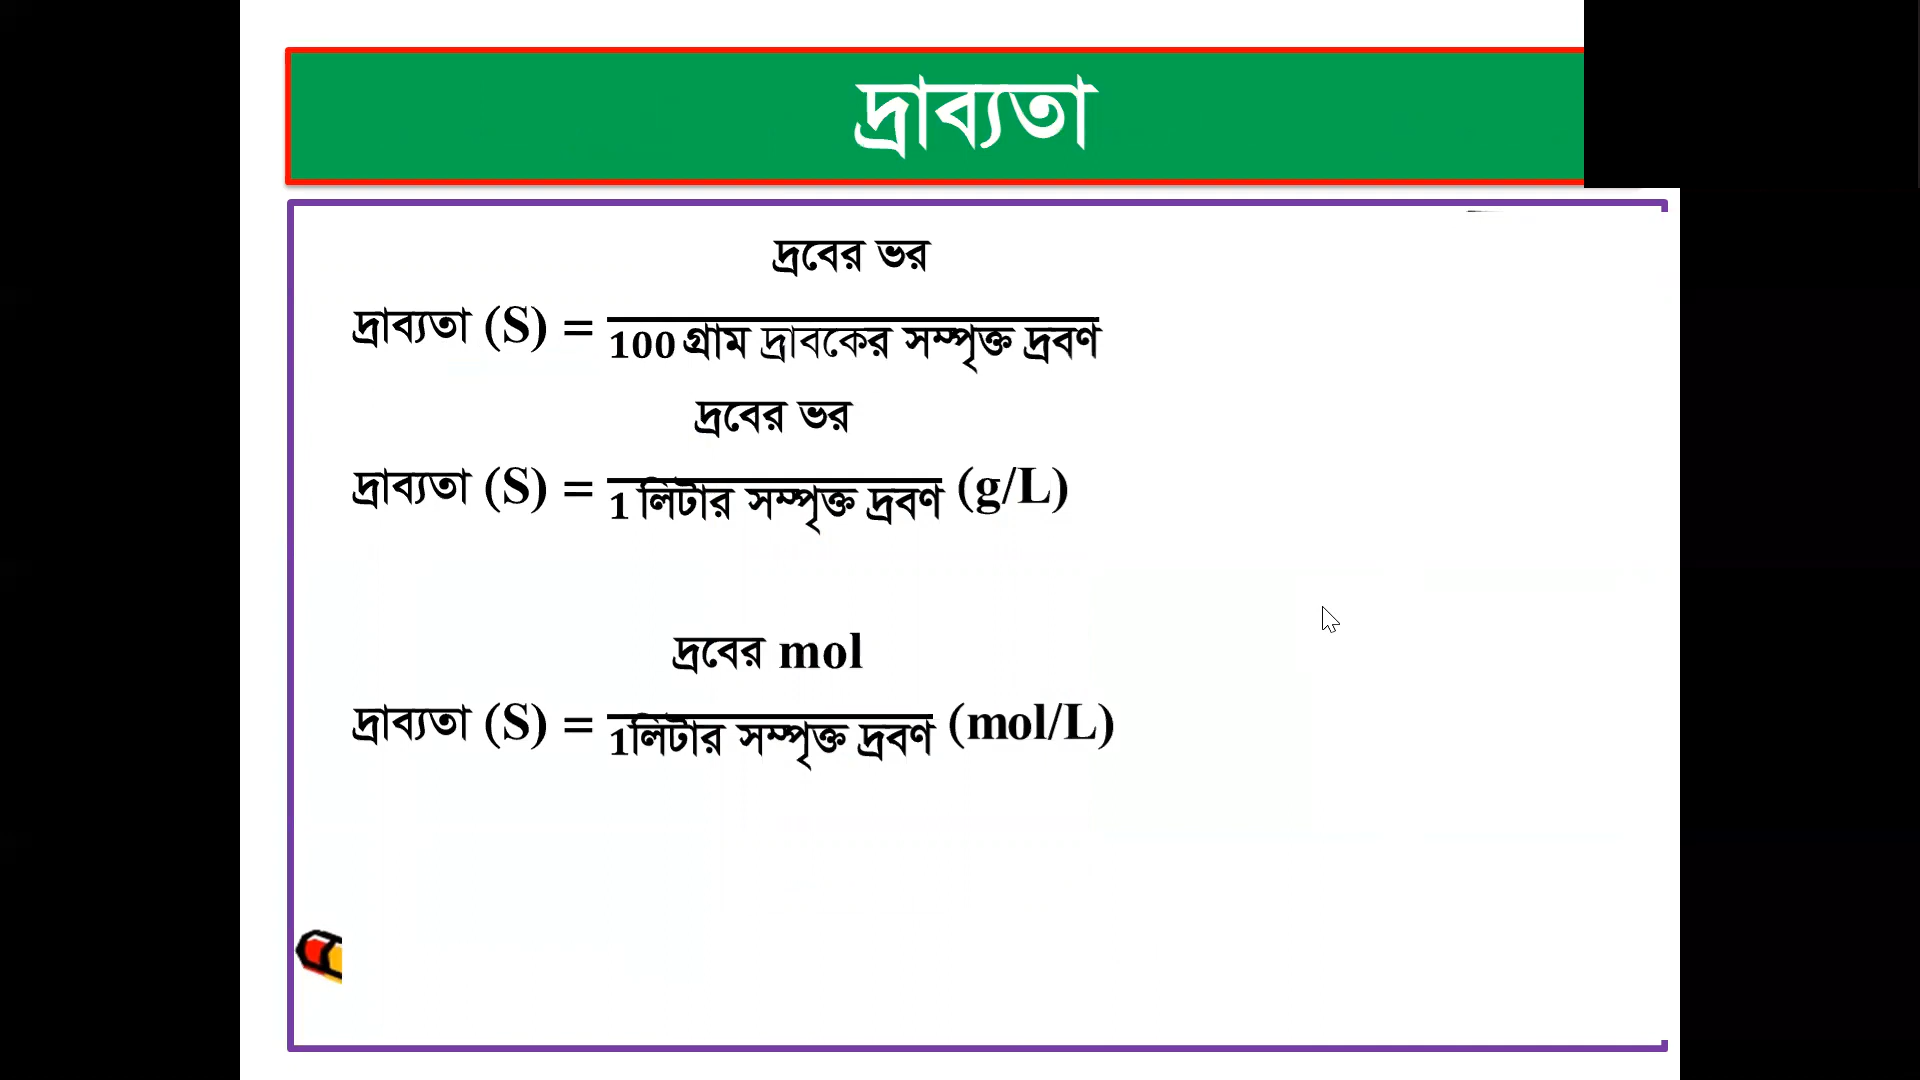 দ্রাব্যতা
দ্রবের ভর
দ্রাব্যতা (S) =
100 গ্রাম দ্রাবকের সম্পৃক্ত দ্রবণ
দ্রবের ভর
দ্রাব্যতা (S) = (g/L)
1 লিটার সম্পৃক্ত দ্রবণ
দ্রবের mol
দ্রাব্যতা (S) = (mol/L)
1লিটার সম্পৃক্ত দ্রবণ